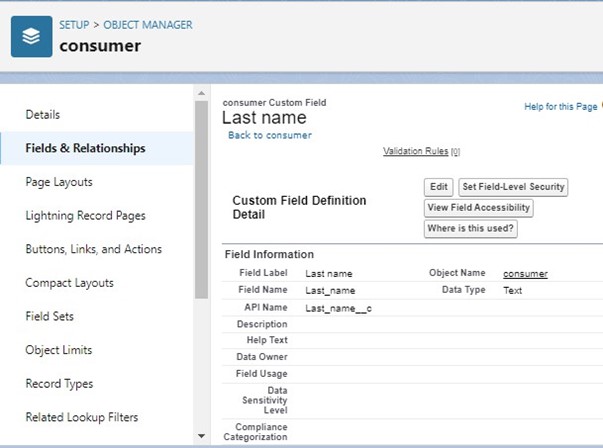 SETUP > OBJECT MANAGER
consumer
Details
Fields & Relationships
Page Layouts
Lightning Record Pages
Buttons, Links, and Actions
Compact Layouts
Field Sets
Object Limits
Record Types
Related Lookup Filters
consumer Custom Field
Last name
Help for this Page
Back to consumer
Validation Rules [0]
Custom Field Definition
Detail
Edit Set Field-Level Security
View Field Accessibility
Where is this used?
Field Information
Field Label Last name Object Name consumer
Field Name Last_name Data Type Text
API Name Last_name__c
Description
Help Text
Data Owner
Field Usage
Data
Sensitivity
Level
Compliance
Categorization